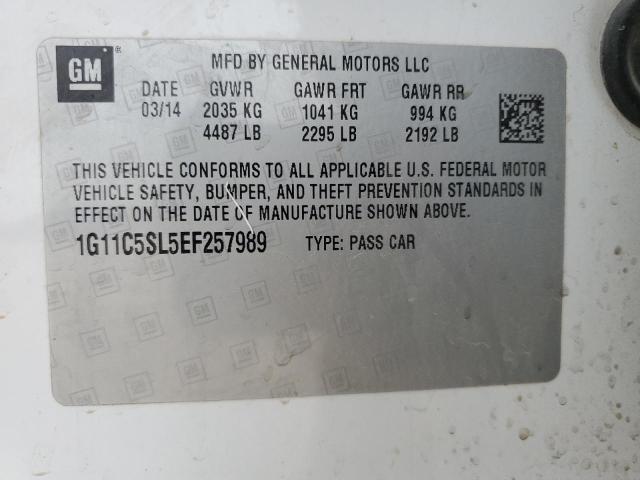 GM ®
MFD BY GENERAL MOTORS LLC
DATE GVWR GAWR FRT GAWR RR
03/14 2035 KG 1041 KG 994 KG
4487 LB 2295 LB 2192 LB
THIS VEHICLE CONFORMS TO ALL APPLICABLE U.S. FEDERAL MOTOR
VEHICLE SAFETY, BUMPER, AND THEFT PREVENTION STANDARDS IN
EFFECT ON THE DATE OF MANUFACTURE SHOWN ABOVE.
1G11C5SL5EF257989 TYPE: PASS CAR